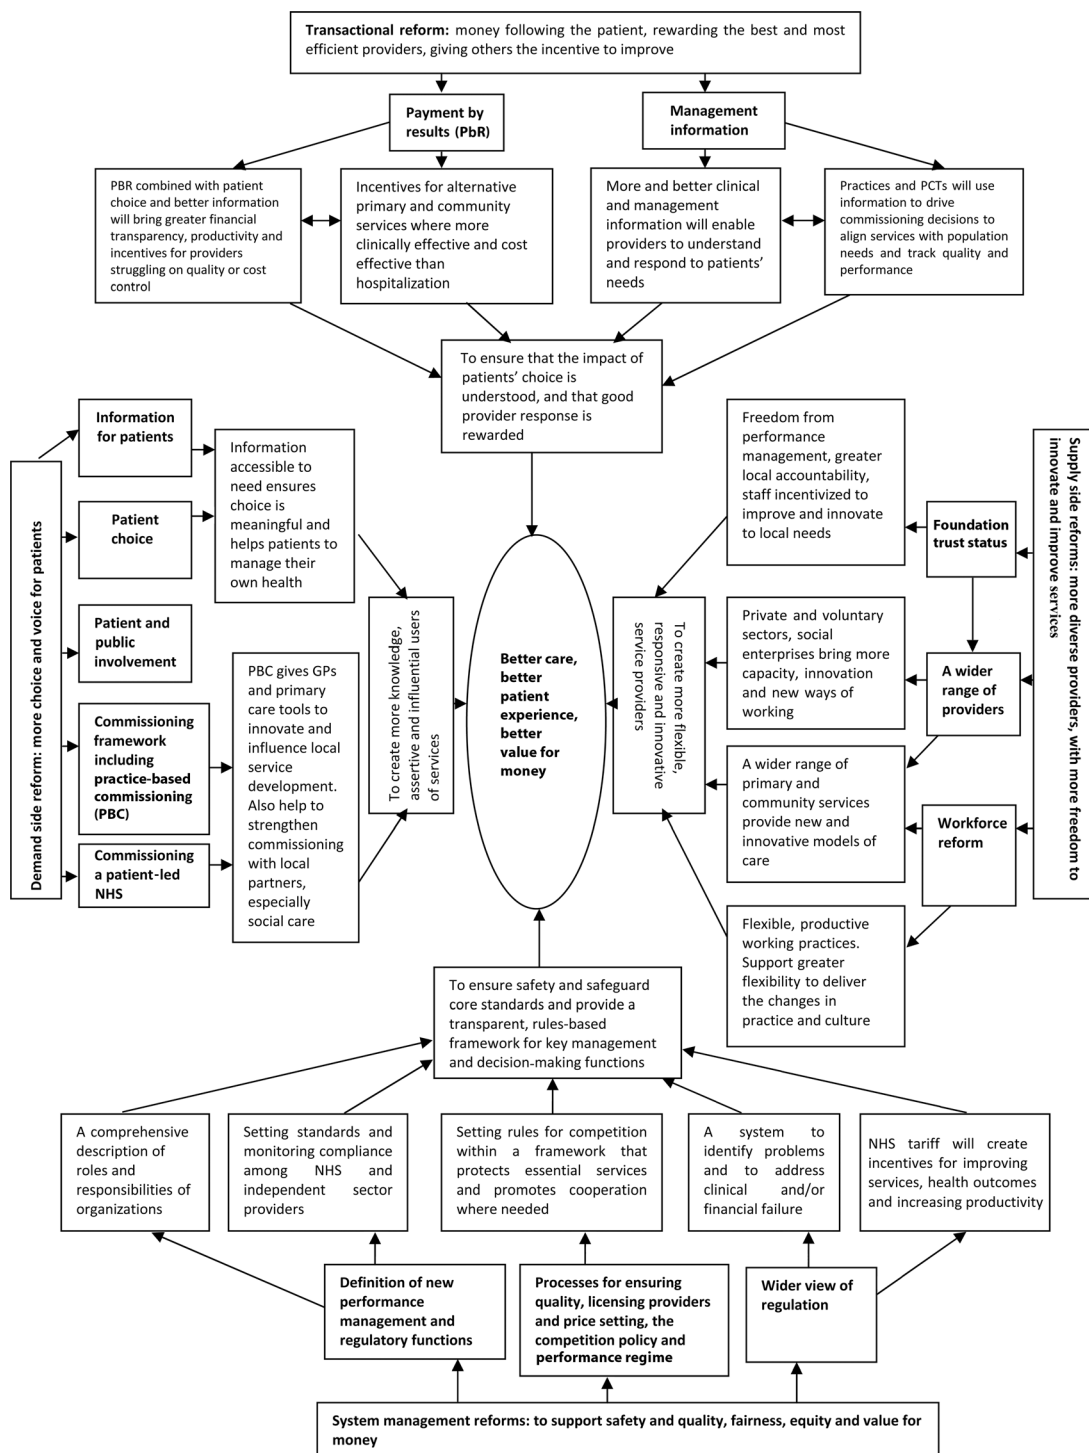 Transactional reform: money following the patient, rewarding the best and most
efficient providers, giving others the incentive to improve
Payment by
results (PbR)
Management
information
PBR combined with patient
choice and better information
will bring greater financial
transparency, productivity and
incentives for providers
struggling on quality or cost
control
Incentives for alternative
primary and community
services where more
clinically effective and cost
effective than
hospitalization
More and better clinical
and management
information will enable
providers to understand
and respond to patients’
needs
Practices and PCTs will use
information to drive
commissioning decisions to
align services with population
needs and track quality and
performance
To ensure that the impact of
patients’ choice is
understood, and that good
provider response is
rewarded
Demand side reform: more choice and voice for patients
Information
for patients
Patient
choice
Patient and
public
involvement
Commissioning
framework
including
practice-based
commissioning
(PBC)
Commissioning
a patient-led
NHS
Information
accessible to
need ensures
choice is
meaningful and
helps patients to
manage their
own health
PBC gives GPs
and primary
care tools to
innovate and
influence local
service
development.
Also help to
strengthen
commissioning
with local
partners,
especially
social care
To create more knowledge,
assertive and influential users
of services
Better care,
better
patient
experience,
better
value for
money
To create more flexible,
responsive and innovative
service providers
Freedom from
performance
management, greater
local accountability,
staff incentivized to
improve and innovate
to local needs
Private and voluntary
sectors, social
enterprises bring more
capacity, innovation
and new ways of
working
A wider range of
primary and
community services
provide new and
innovative models of
care
Flexible, productive
working practices.
Support greater
flexibility to deliver
the changes in
practice and culture
Foundation
trust status
A wider
range of
providers
Workforce
reform
Supply side reforms: more diverse providers, with more freedom to
innovate and improve services
To ensure safety and safeguard
core standards and provide a
transparent, rules-based
framework for key management
and decision-making functions
A comprehensive
description of
roles and
responsibilities of
organizations
Setting standards and
monitoring compliance
among NHS and
independent sector
providers
Setting rules for competition
within a framework that
protects essential services
and promotes cooperation
where needed
A system to
identify problems
and to address
clinical and/or
financial failure
NHS tariff will create
incentives for improving
services, health outcomes
and increasing productivity
Definition of new
performance
management and
regulatory functions
Processes for ensuring
quality, licensing providers
and price setting, the
competition policy and
performance regime
Wider view of
regulation
System management reforms: to support safety and quality, fairness, equity and value for
money